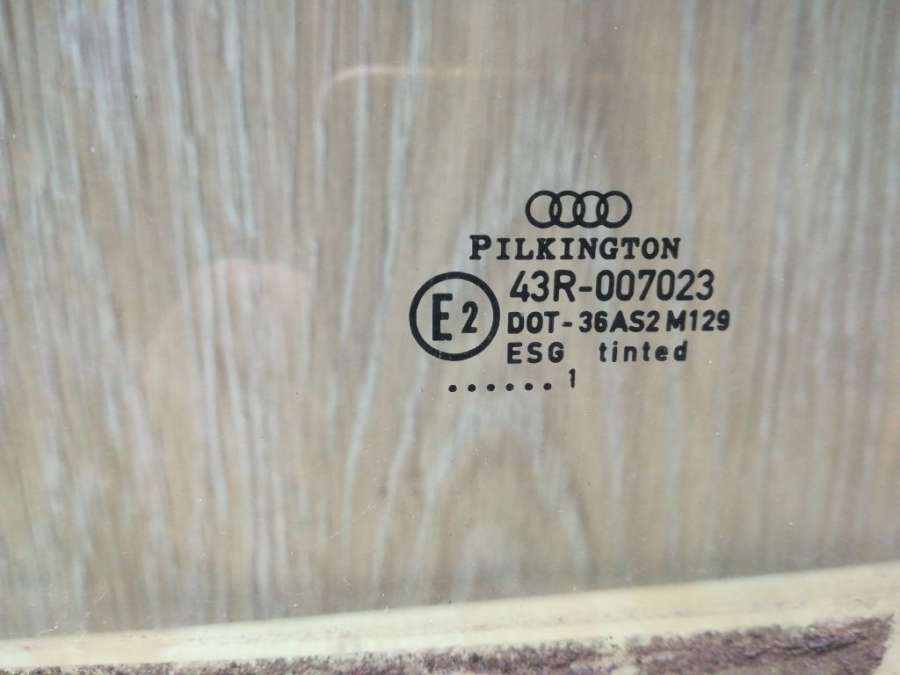 PILKINGTON
E2
43R-007023
DOT-36AS2 M129
ESG tinted
...... 1